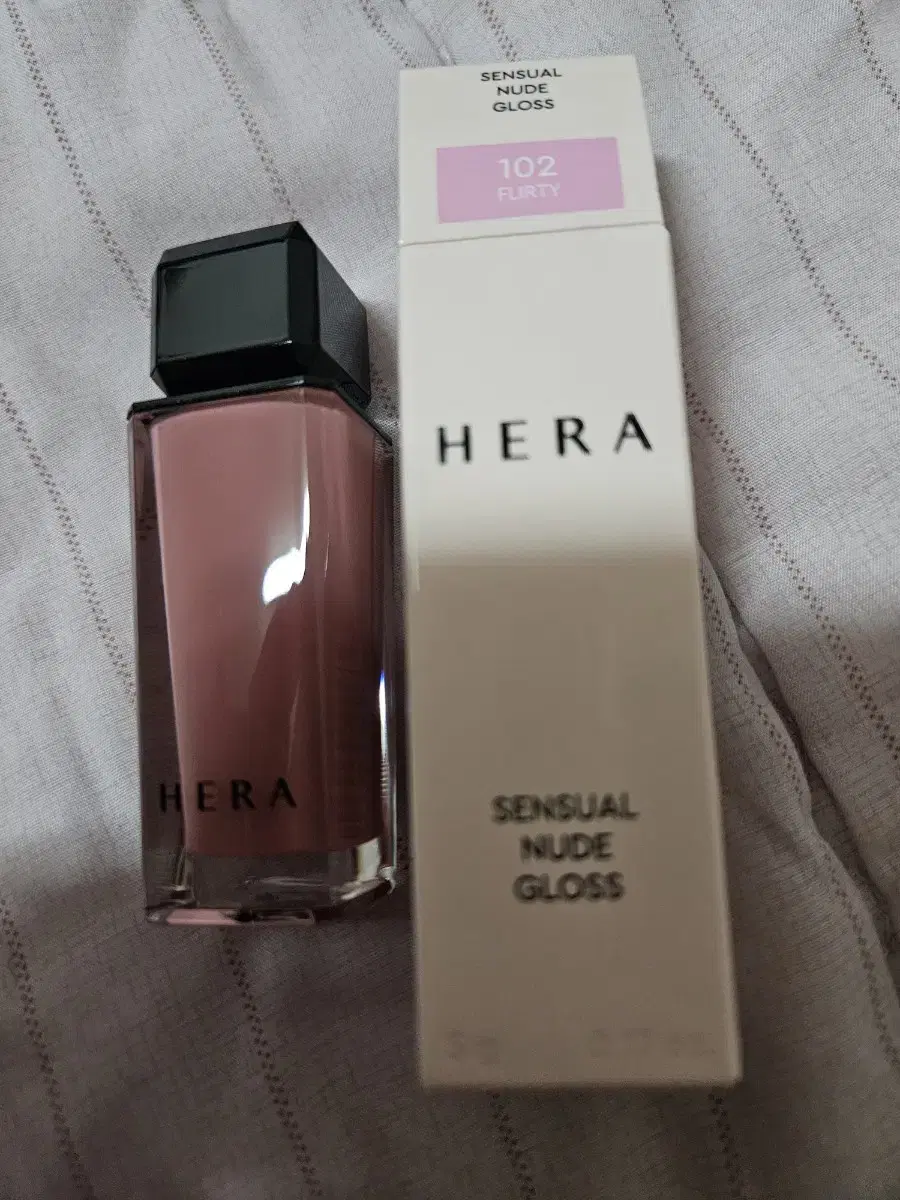 SENSUAL
NUDE
GLOSS
102
FLIRTY
HERA
HERA
SENSUAL
NUDE
GLOSS